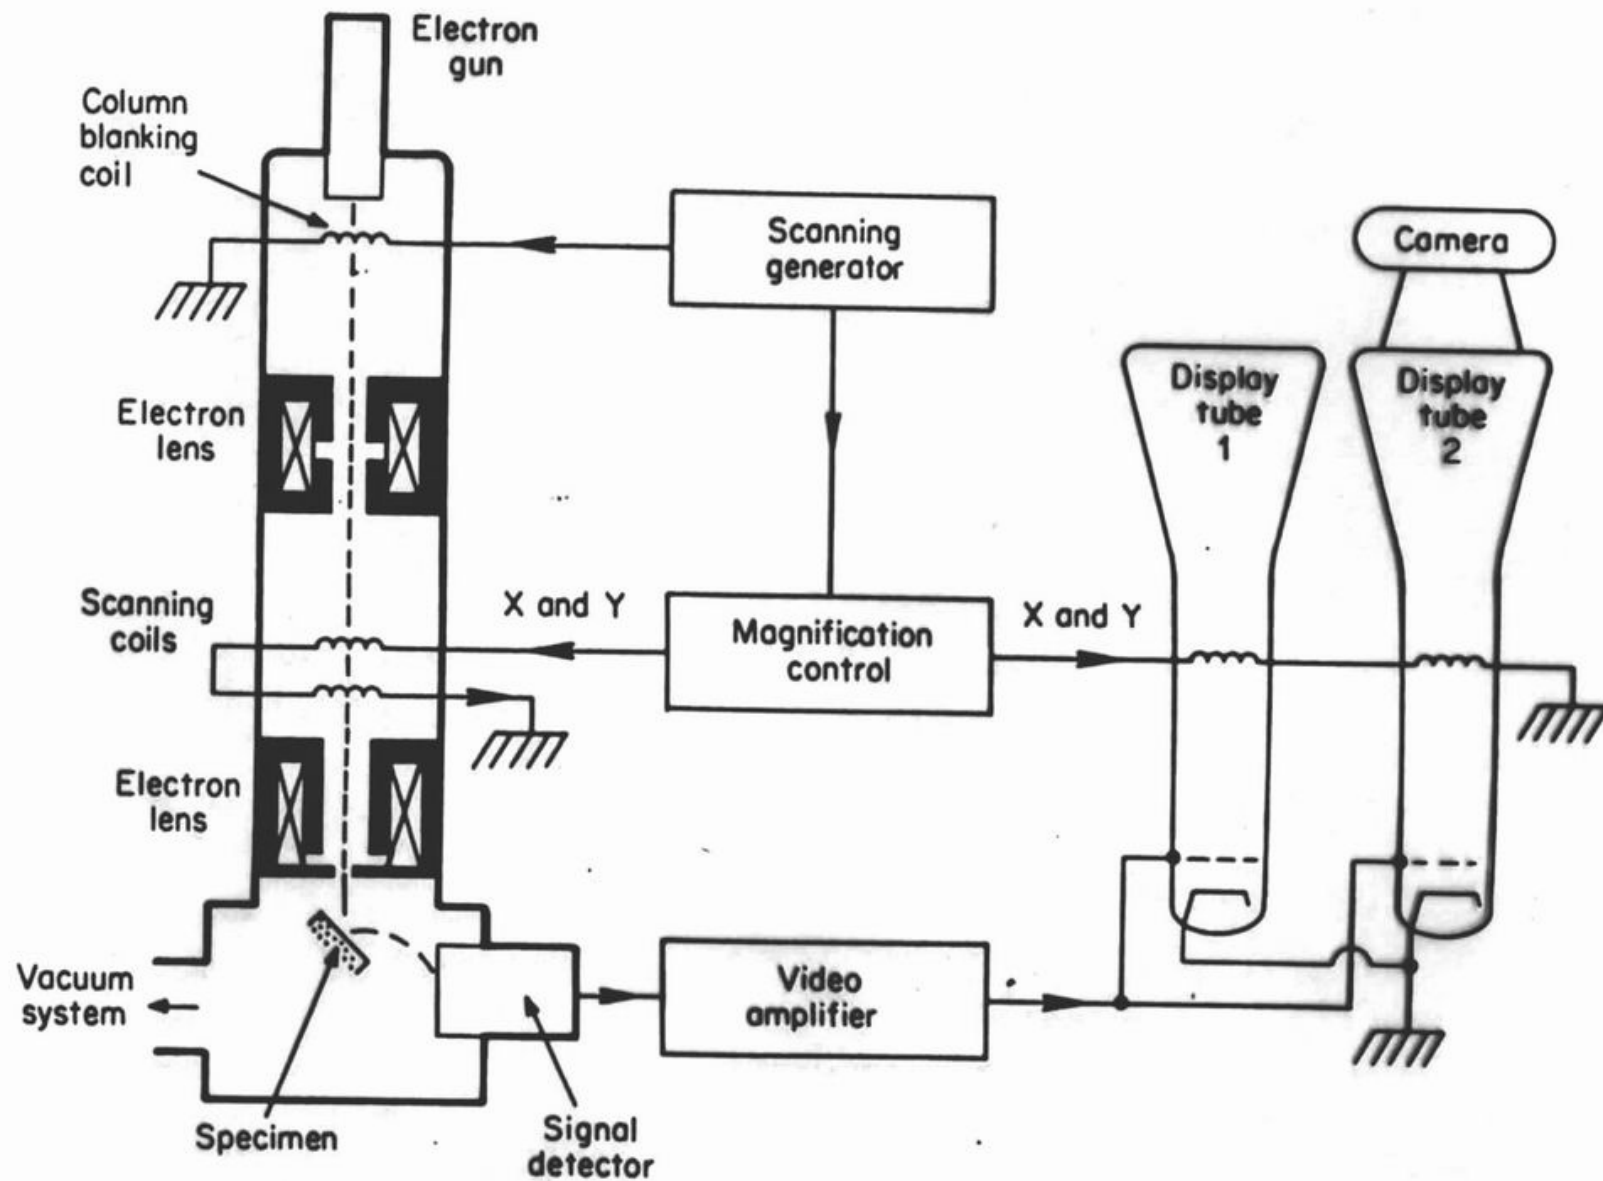 Electron
gun
Column
blanking
coil
Scanning
generator
Camera
Display
tube
1
Display
tube
2
Electron
lens
Scanning
coils
X and Y
Magnification
control
X and Y
Electron
lens
Vacuum
system
Video
amplifier
Specimen
Signal
detector